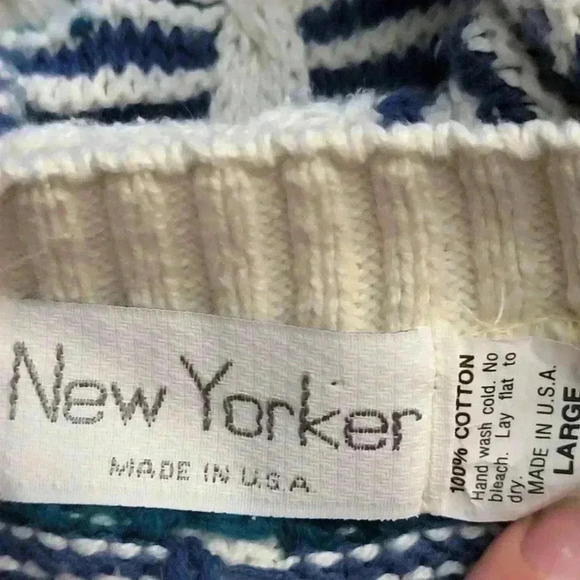 New Yorker
MADE IN U.S.A.
100% COTTON
Hand wash cold. No
bleach. Lay flat to
dry.
MADE IN U.S.A.
LARGE